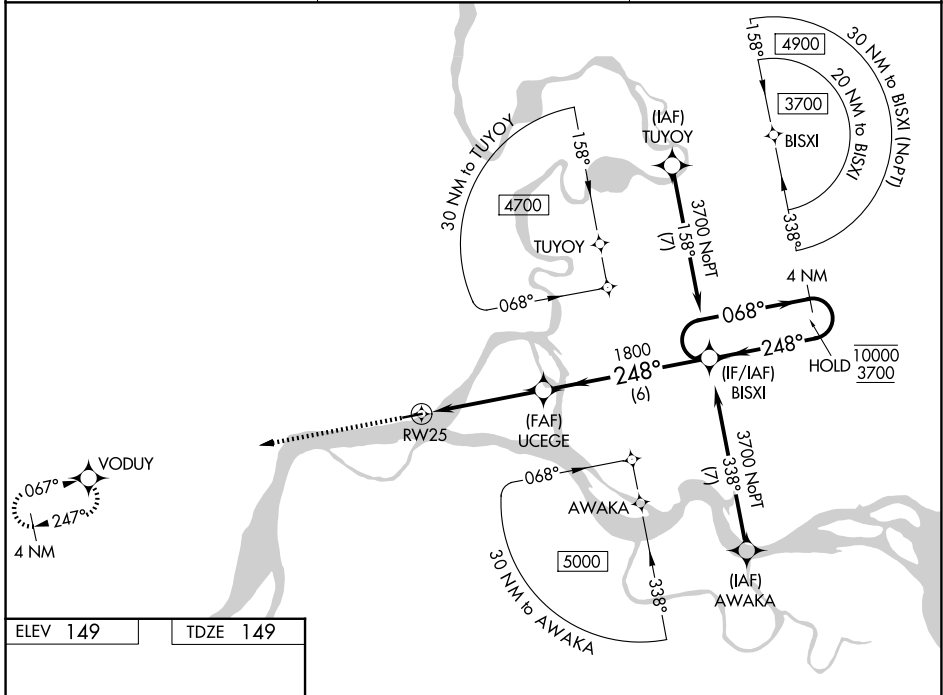 158°
4900
30 NM to BISXI (NoPT)
3700
20 NM to BISXI
BISXI
338°
(IAF)
TUYOY
30 NM to TUYOY
158°
4700
TUYOY
068°
3700 NoPT
158°
(7)
4 NM
068°
248°
HOLD
10000
3700
(IF/IAF)
BISXI
1800
248°
(6)
(FAF)
UCEGE
RW25
VODUY
067°
247°
4 NM
3700 NoPT
338°
(7)
068°
AWAKA
5000
338°
30 NM to AWAKA
(IAF)
AWAKA
ELEV 149
TDZE 149